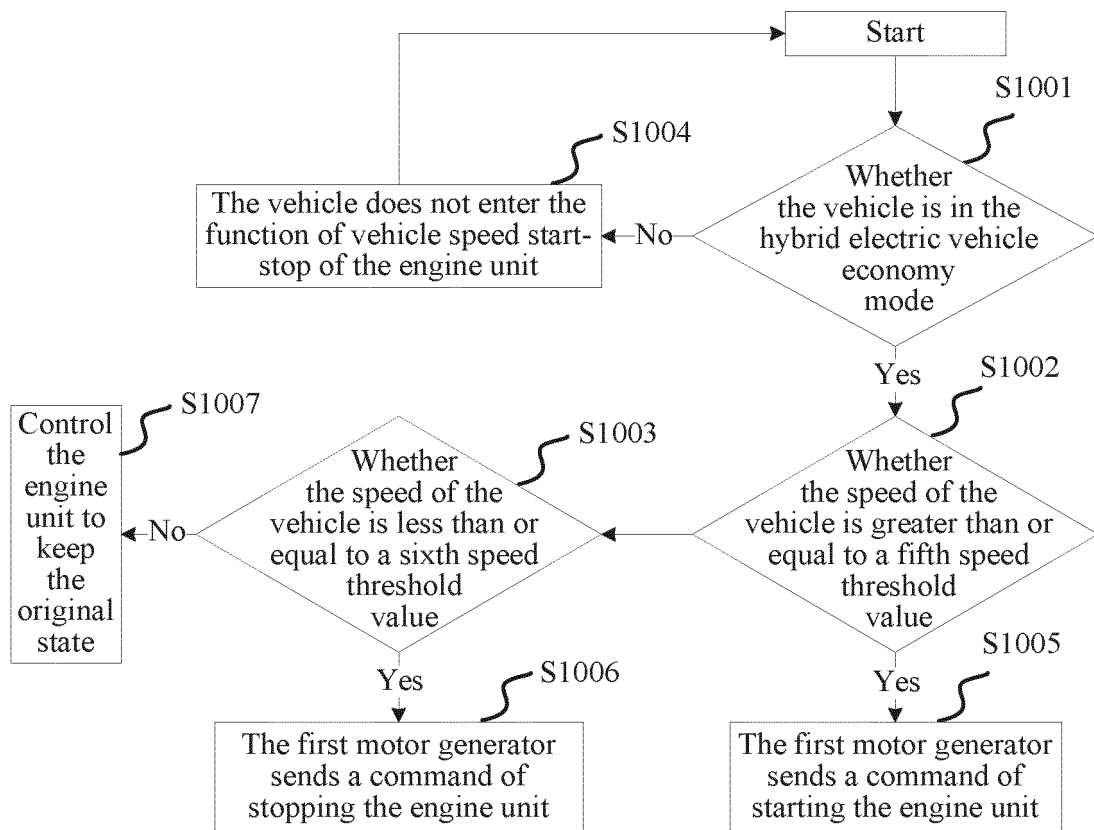 Start
S1001
Whether
the vehicle is in the
hybrid electric vehicle
economy
mode
No
S1004
The vehicle does not enter the
function of vehicle speed start-
stop of the engine unit
Yes
S1002
Whether
the speed of the
vehicle is greater than or
equal to a fifth speed
threshold
value
S1003
Whether
the speed of the
vehicle is less than or
equal to a sixth speed
threshold
value
No
S1007
Control
the
engine
unit to
keep
the
original
state
Yes
S1006
The first motor generator
sends a command of
stopping the engine unit
Yes
S1005
The first motor generator
sends a command of
starting the engine unit